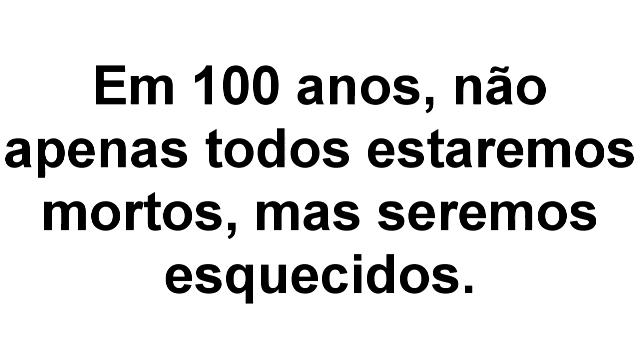 Em 100 anos, não
apenas todos estaremos
mortos, mas seremos
esquecidos.